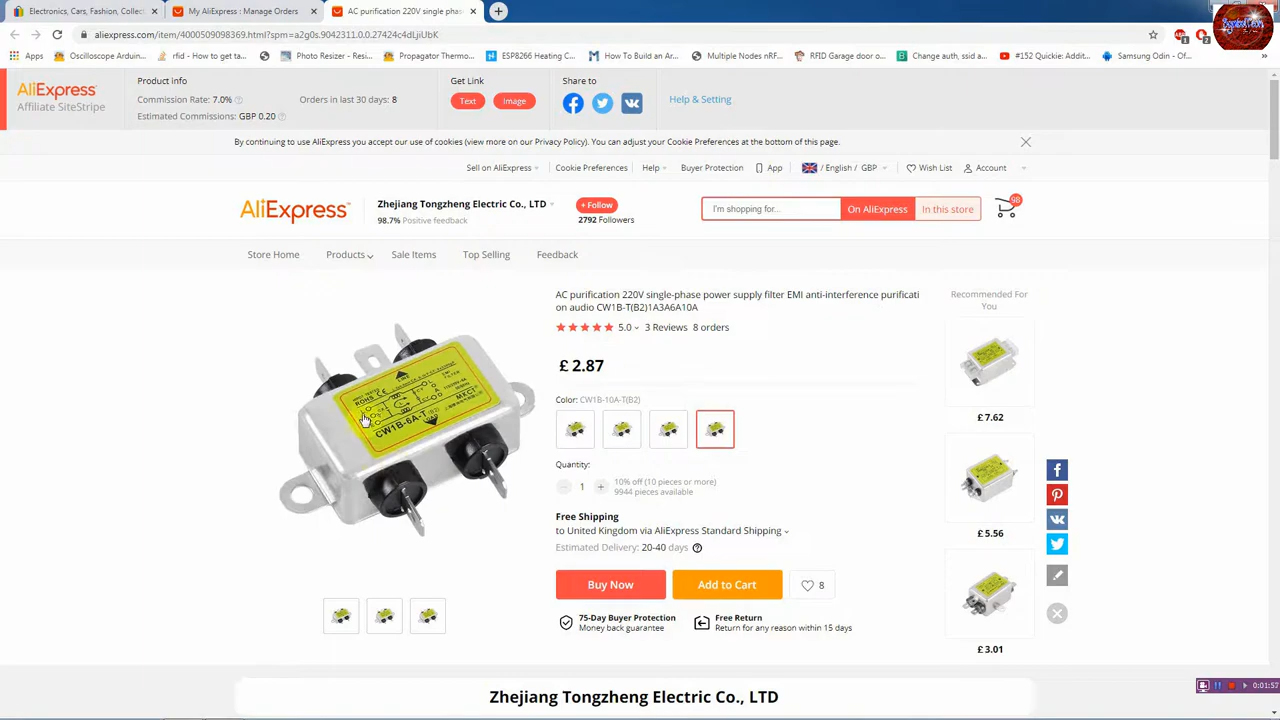 Electronics, Cars, Fashion, Collect
My AliExpress : Manage Orders
AC purification 220V single phas
aliexpress.com/item/4000509098369.html?spm=a2g0s.9042311.0.0.27424c4dLjiUbK
Apps
Oscilloscope Arduin...
rfid - How to get ta...
Photo Resizer - Resi...
Propagator Thermo...
ESP8266 Heating C...
How To Build an Ar...
Multiple Nodes nRF...
RFID Garage door o...
Change auth, ssid a...
#152 Quickie: Addit...
Samsung Odin - Of...
AliExpress
Affiliate SiteStripe
Product info
Commission Rate: 7.0%
Orders in last 30 days: 8
Estimated Commissions: GBP 0.20
Get Link
Text
Image
Share to
Help & Setting
By continuing to use AliExpress you accept our use of cookies (view more on our Privacy Policy). You can adjust your Cookie Preferences at the bottom of this page.
Sell on AliExpress
Cookie Preferences
Help
Buyer Protection
App
/ English / GBP
Wish List
Account
AliExpress
Zhejiang Tongzheng Electric Co., LTD
98.7% Positive feedback
+ Follow
2792 Followers
I'm shopping for...
On AliExpress
In this store
98
Store Home
Products
Sale Items
Top Selling
Feedback
AC purification 220V single-phase power supply filter EMI anti-interference purificati
on audio CW1B-T(B2)1A3A6A10A
5.0
3 Reviews
8 orders
£ 2.87
Color: CW1B-10A-T(B2)
Quantity:
1
10% off (10 pieces or more)
9944 pieces available
Free Shipping
to United Kingdom via AliExpress Standard Shipping
Estimated Delivery: 20-40 days
Buy Now
Add to Cart
8
75-Day Buyer Protection
Money back guarantee
Free Return
Return for any reason within 15 days
Recommended For
You
£ 7.62
£ 5.56
£ 3.01
ROHS CE
LINE
CW1B-6A-T(B2)
Zhejiang Tongzheng Electric Co., LTD
0:01:57